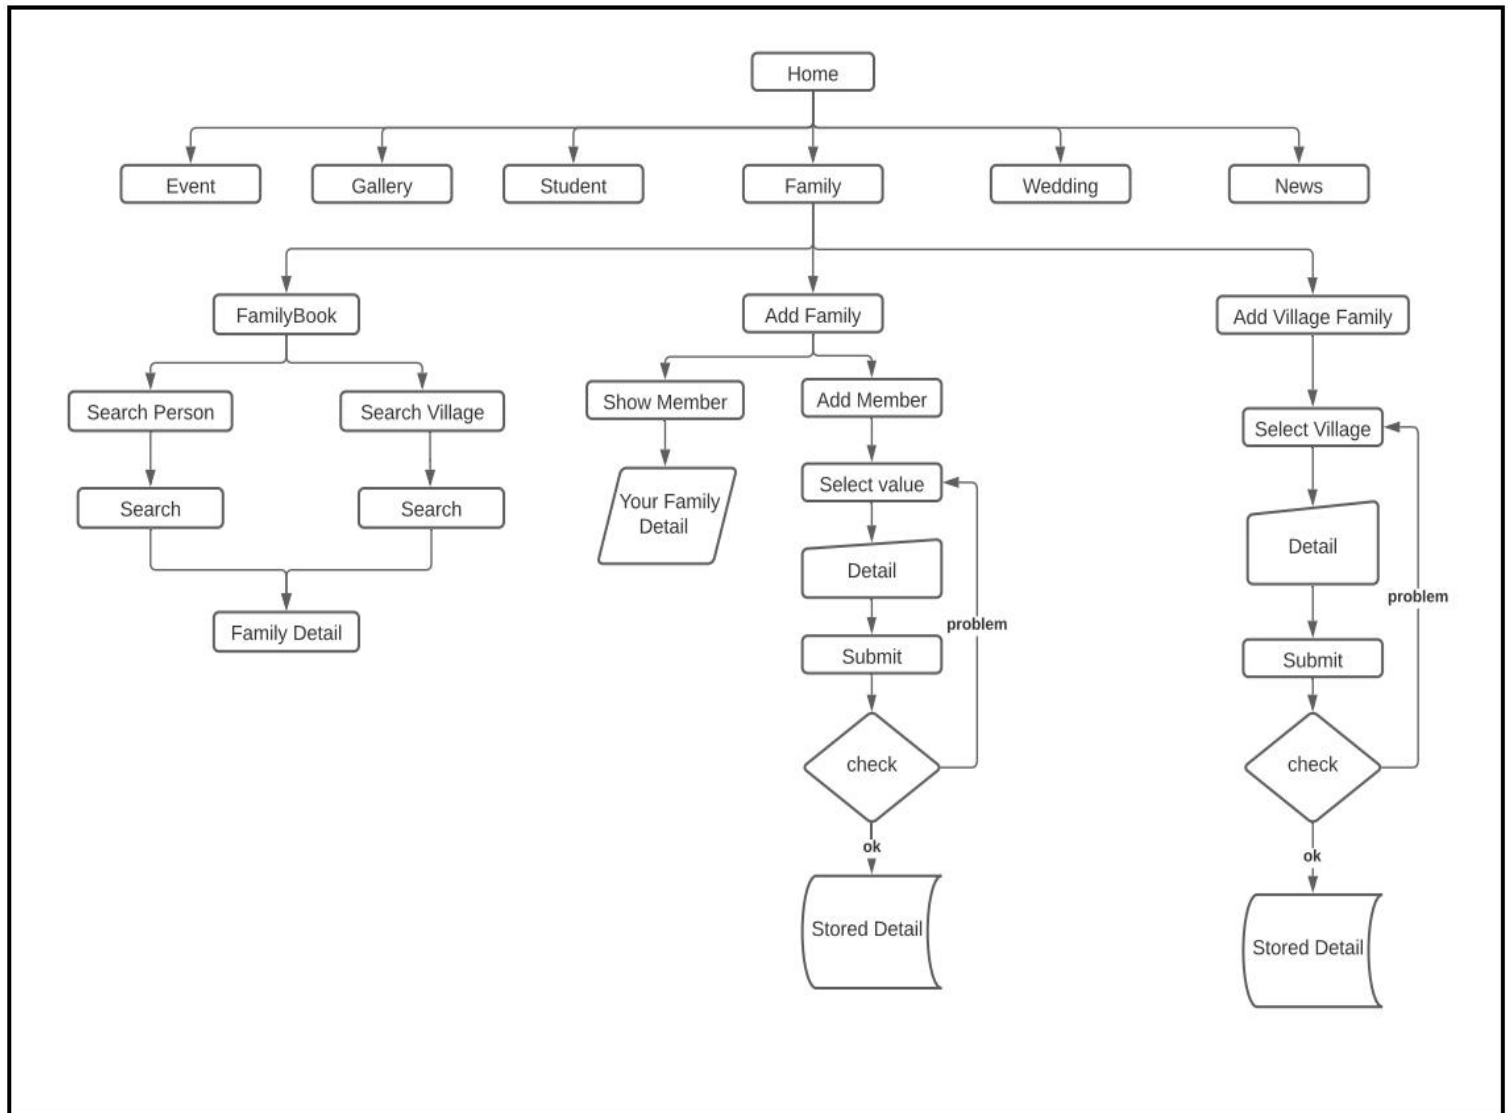 Home
Event
Gallery
Student
Family
Wedding
News
FamilyBook
Add Family
Add Village Family
Search Person
Search Village
Show Member
Add Member
Select Village
Search
Search
Your Family
Detail
Select value
Detail
Detail
Family Detail
problem
problem
Submit
Submit
check
check
ok
ok
Stored Detail
Stored Detail